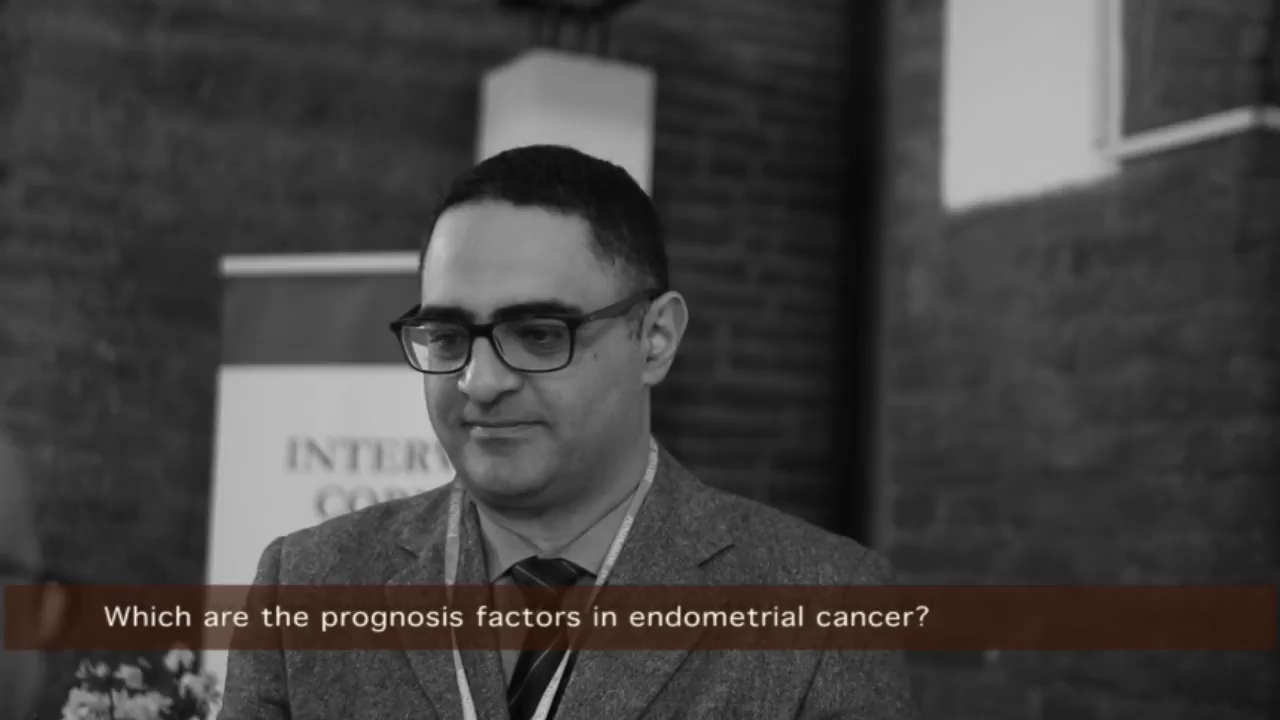 Which are the prognosis factors in endometrial cancer?